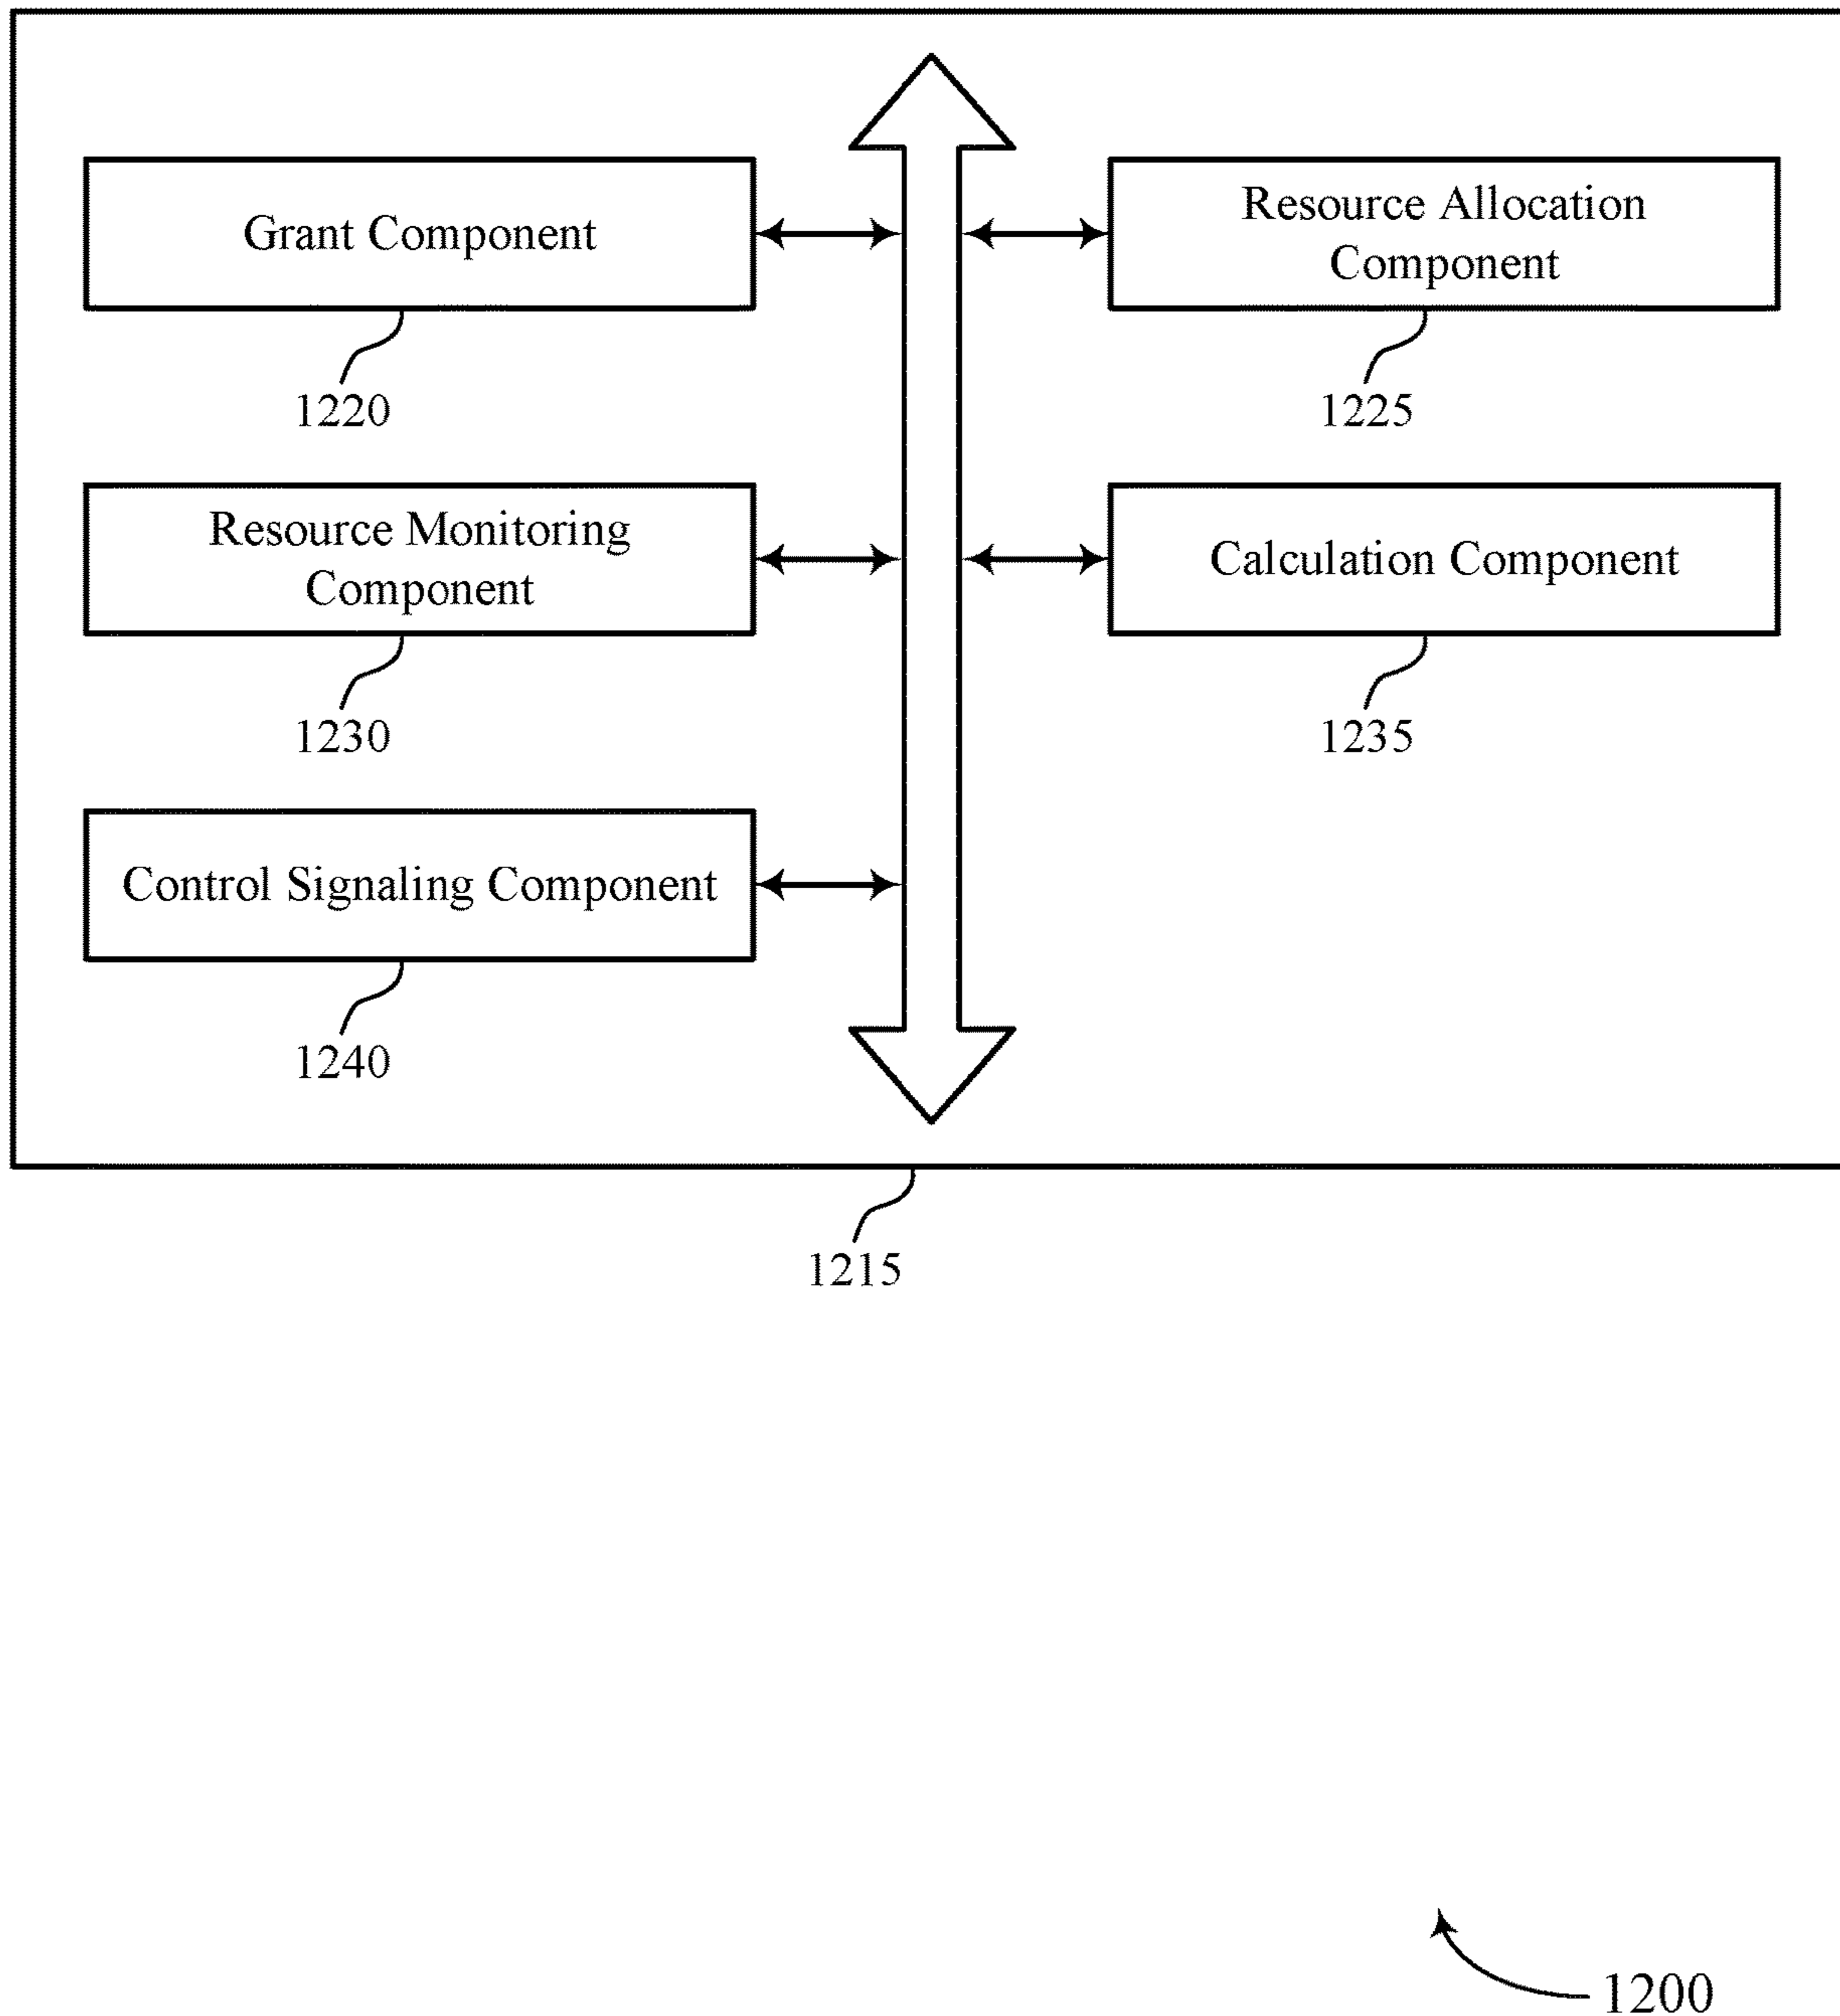 Grant Component
1220
Resource Allocation
Component
1225
Resource Monitoring
Component
1230
Calculation Component
1235
Control Signaling Component
1240
1215
1200